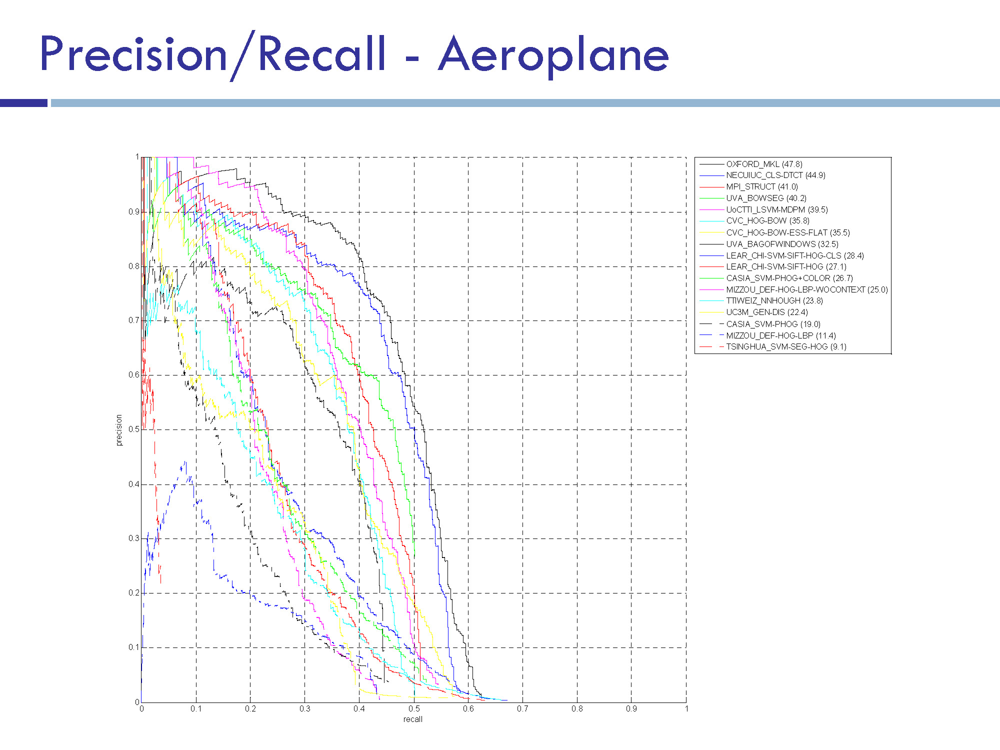 Precision/Recall - Aeroplane
1
0.9
0.8
0.7
0.6
0.5
0.4
0.3
0.2
0.1
0
precision
0 0.1 0.2 0.3 0.4 0.5 0.6 0.7 0.8 0.9 1
recall
OXFORD_MKL (47.8)
NECUIUC_CLS-DTCT (44.9)
MPI_STRUCT (41.0)
UVA_BOWSEG (40.2)
UoCTTI_LSVM-MDPM (39.5)
CVC_HOG-BOW (35.8)
CVC_HOG-BOW-ESS-FLAT (35.5)
UVA_BAGOFWINDOWS (32.5)
LEAR_CHI-SVM-SIFT-HOG-CLS (28.4)
LEAR_CHI-SVM-SIFT-HOG (27.1)
CASIA_SVM-PHOG+COLOR (26.7)
MIZZOU_DEF-HOG-LBP-WOCONTEXT (25.0)
TTIWEIZ_NNHOUGH (23.8)
UC3M_GEN-DIS (22.4)
CASIA_SVM-PHOG (19.0)
MIZZOU_DEF-HOG-LBP (11.4)
TSINGHUA_SVM-SEG-HOG (9.1)